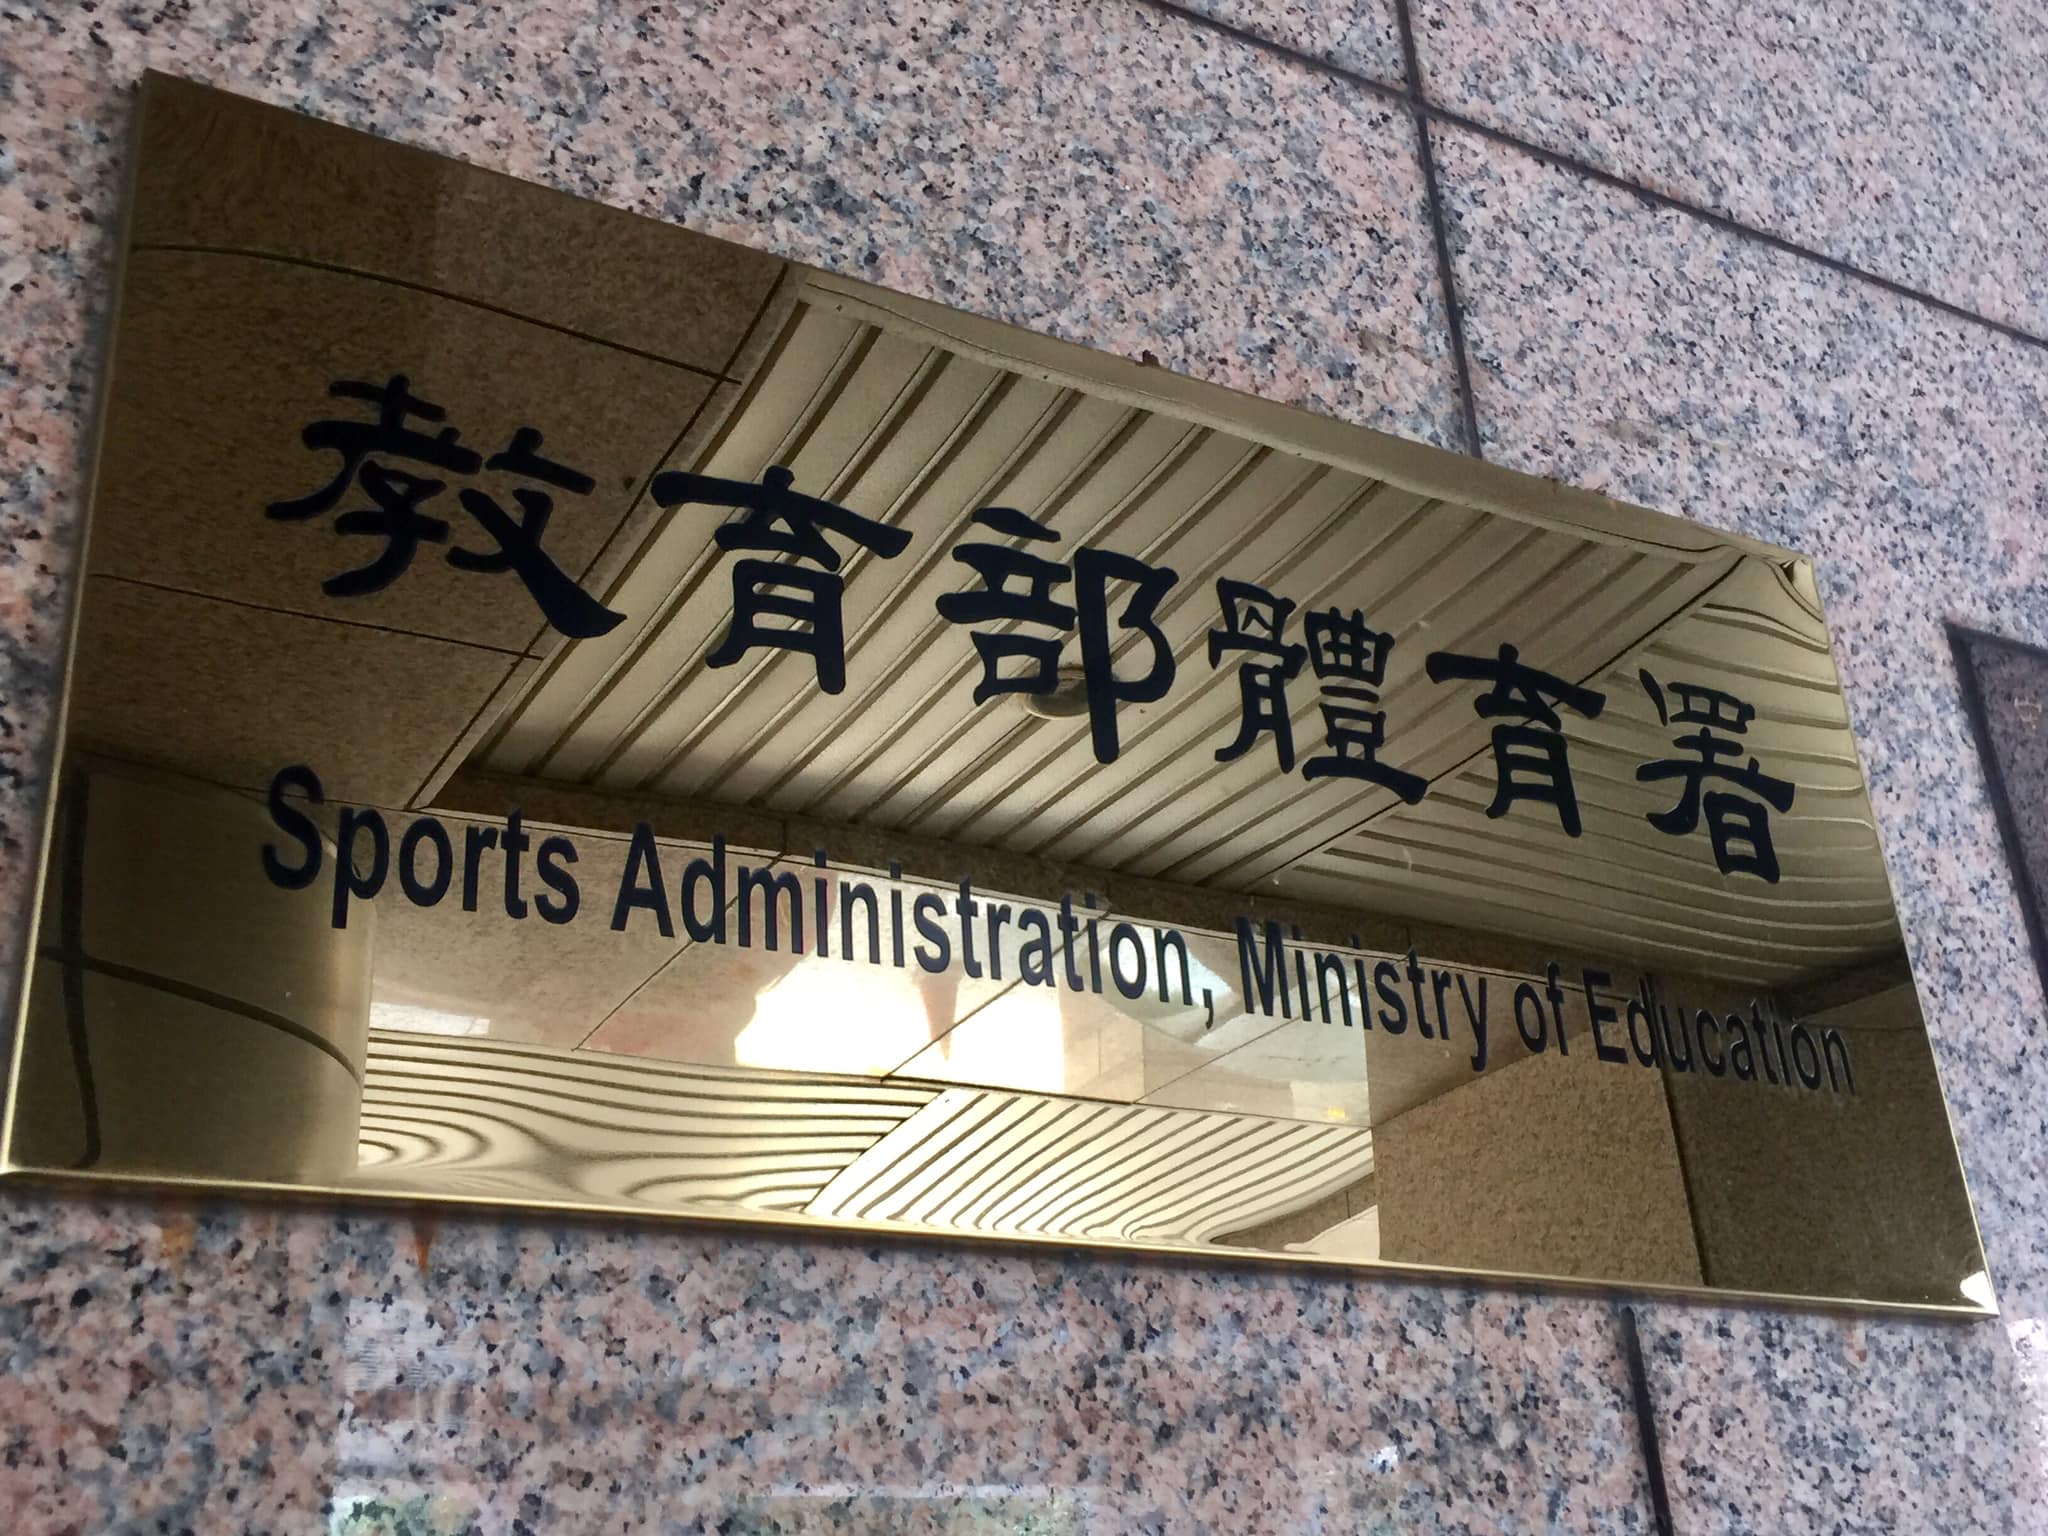 教育部體育署
Sports Administration, Ministry of Education